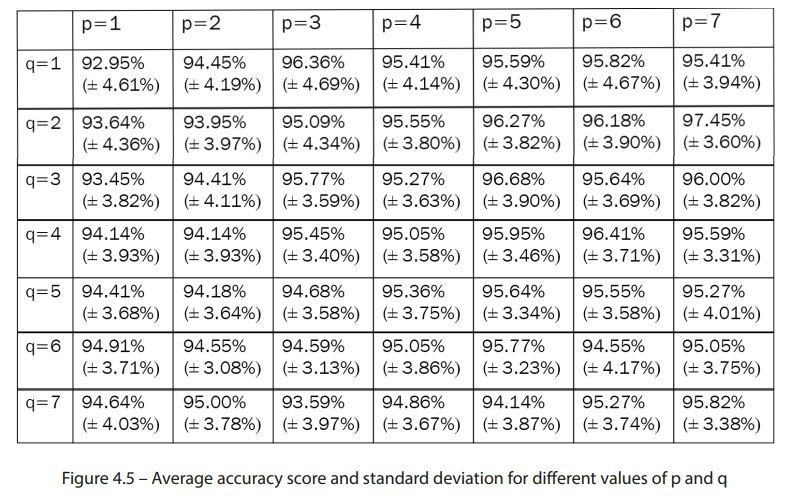 p=1 p=2 p=3 p=4 p=5 p=6 p=7
q=1 92.95% 94.45% 96.36% 95.41% 95.59% 95.82% 95.41%
(± 4.61%) (± 4.19%) (± 4.69%) (± 4.14%) (± 4.30%) (± 4.67%) (± 3.94%)
q=2 93.64% 93.95% 95.09% 95.55% 96.27% 96.18% 97.45%
(± 4.36%) (± 3.97%) (± 4.34%) (± 3.80%) (± 3.82%) (± 3.90%) (± 3.60%)
q=3 93.45% 94.41% 95.77% 95.27% 96.68% 95.64% 96.00%
(± 3.82%) (± 4.11%) (± 3.59%) (± 3.63%) (± 3.90%) (± 3.69%) (± 3.82%)
q=4 94.14% 94.14% 95.45% 95.05% 95.95% 96.41% 95.59%
(± 3.93%) (± 3.93%) (± 3.40%) (± 3.58%) (± 3.46%) (± 3.71%) (± 3.31%)
q=5 94.41% 94.18% 94.68% 95.36% 95.64% 95.55% 95.27%
(± 3.68%) (± 3.64%) (± 3.58%) (± 3.75%) (± 3.34%) (± 3.58%) (± 4.01%)
q=6 94.91% 94.55% 94.59% 95.05% 95.77% 94.55% 95.05%
(± 3.71%) (± 3.08%) (± 3.13%) (± 3.86%) (± 3.23%) (± 4.17%) (± 3.75%)
q=7 94.64% 95.00% 93.59% 94.86% 94.14% 95.27% 95.82%
(± 4.03%) (± 3.78%) (± 3.97%) (± 3.67%) (± 3.87%) (± 3.74%) (± 3.38%)
Figure 4.5 – Average accuracy score and standard deviation for different values of p and q